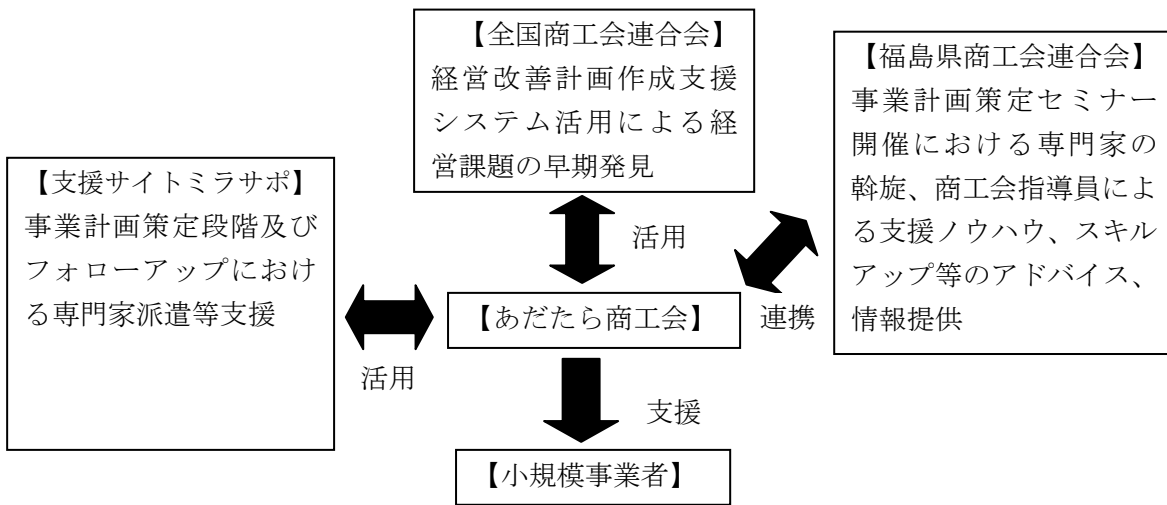 【全国商工会連合会】
経営改善計画作成支援
システム活用による経
営課題の早期発見
【福島県商工会連合会】
事業計画策定セミナー
開催における専門家の
斡旋、商工会指導員によ
る支援ノウハウ、スキル
アップ等のアドバイス、
情報提供
【支援サイトミラサポ】
事業計画策定段階及び
フォローアップにおけ
る専門家派遣等支援
活用
【あだたら商工会】
連携
活用
支援
【小規模事業者】